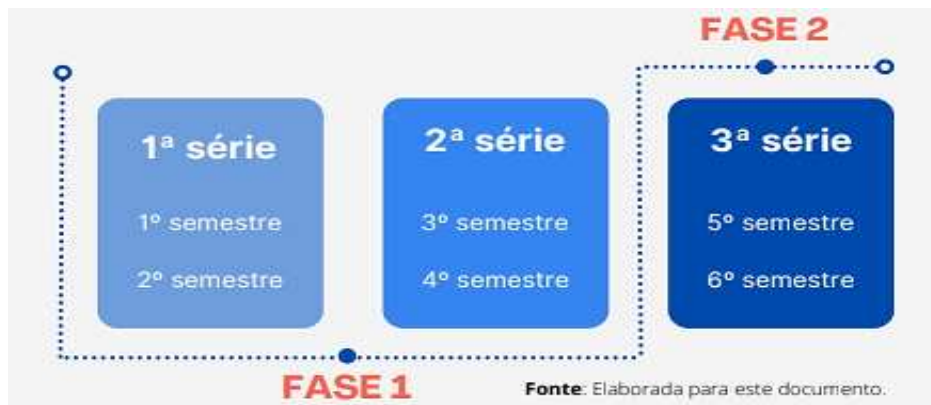 FASE 2
1ª série
1º semestre
2º semestre
2ª série
3º semestre
4º semestre
3ª série
5º semestre
6º semestre
FASE 1
Fonte: Elaborada para este documento.